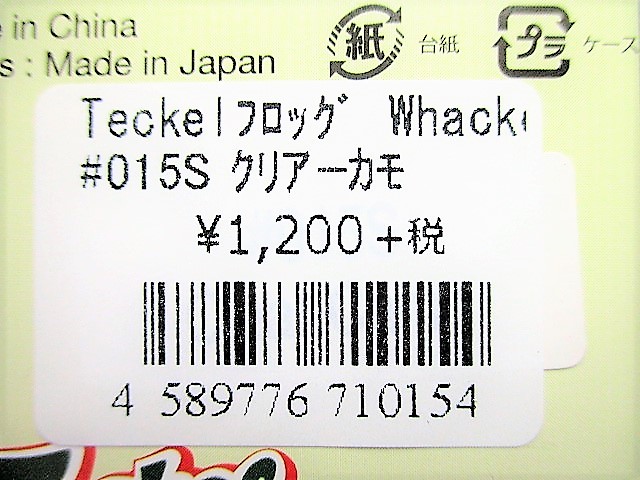 in China
s : Made in Japan
紙
台紙
プラ
ケース
Teckelフロッグ Whacke
#015S クリアーカモ
¥1,200+税
4 589776 710154